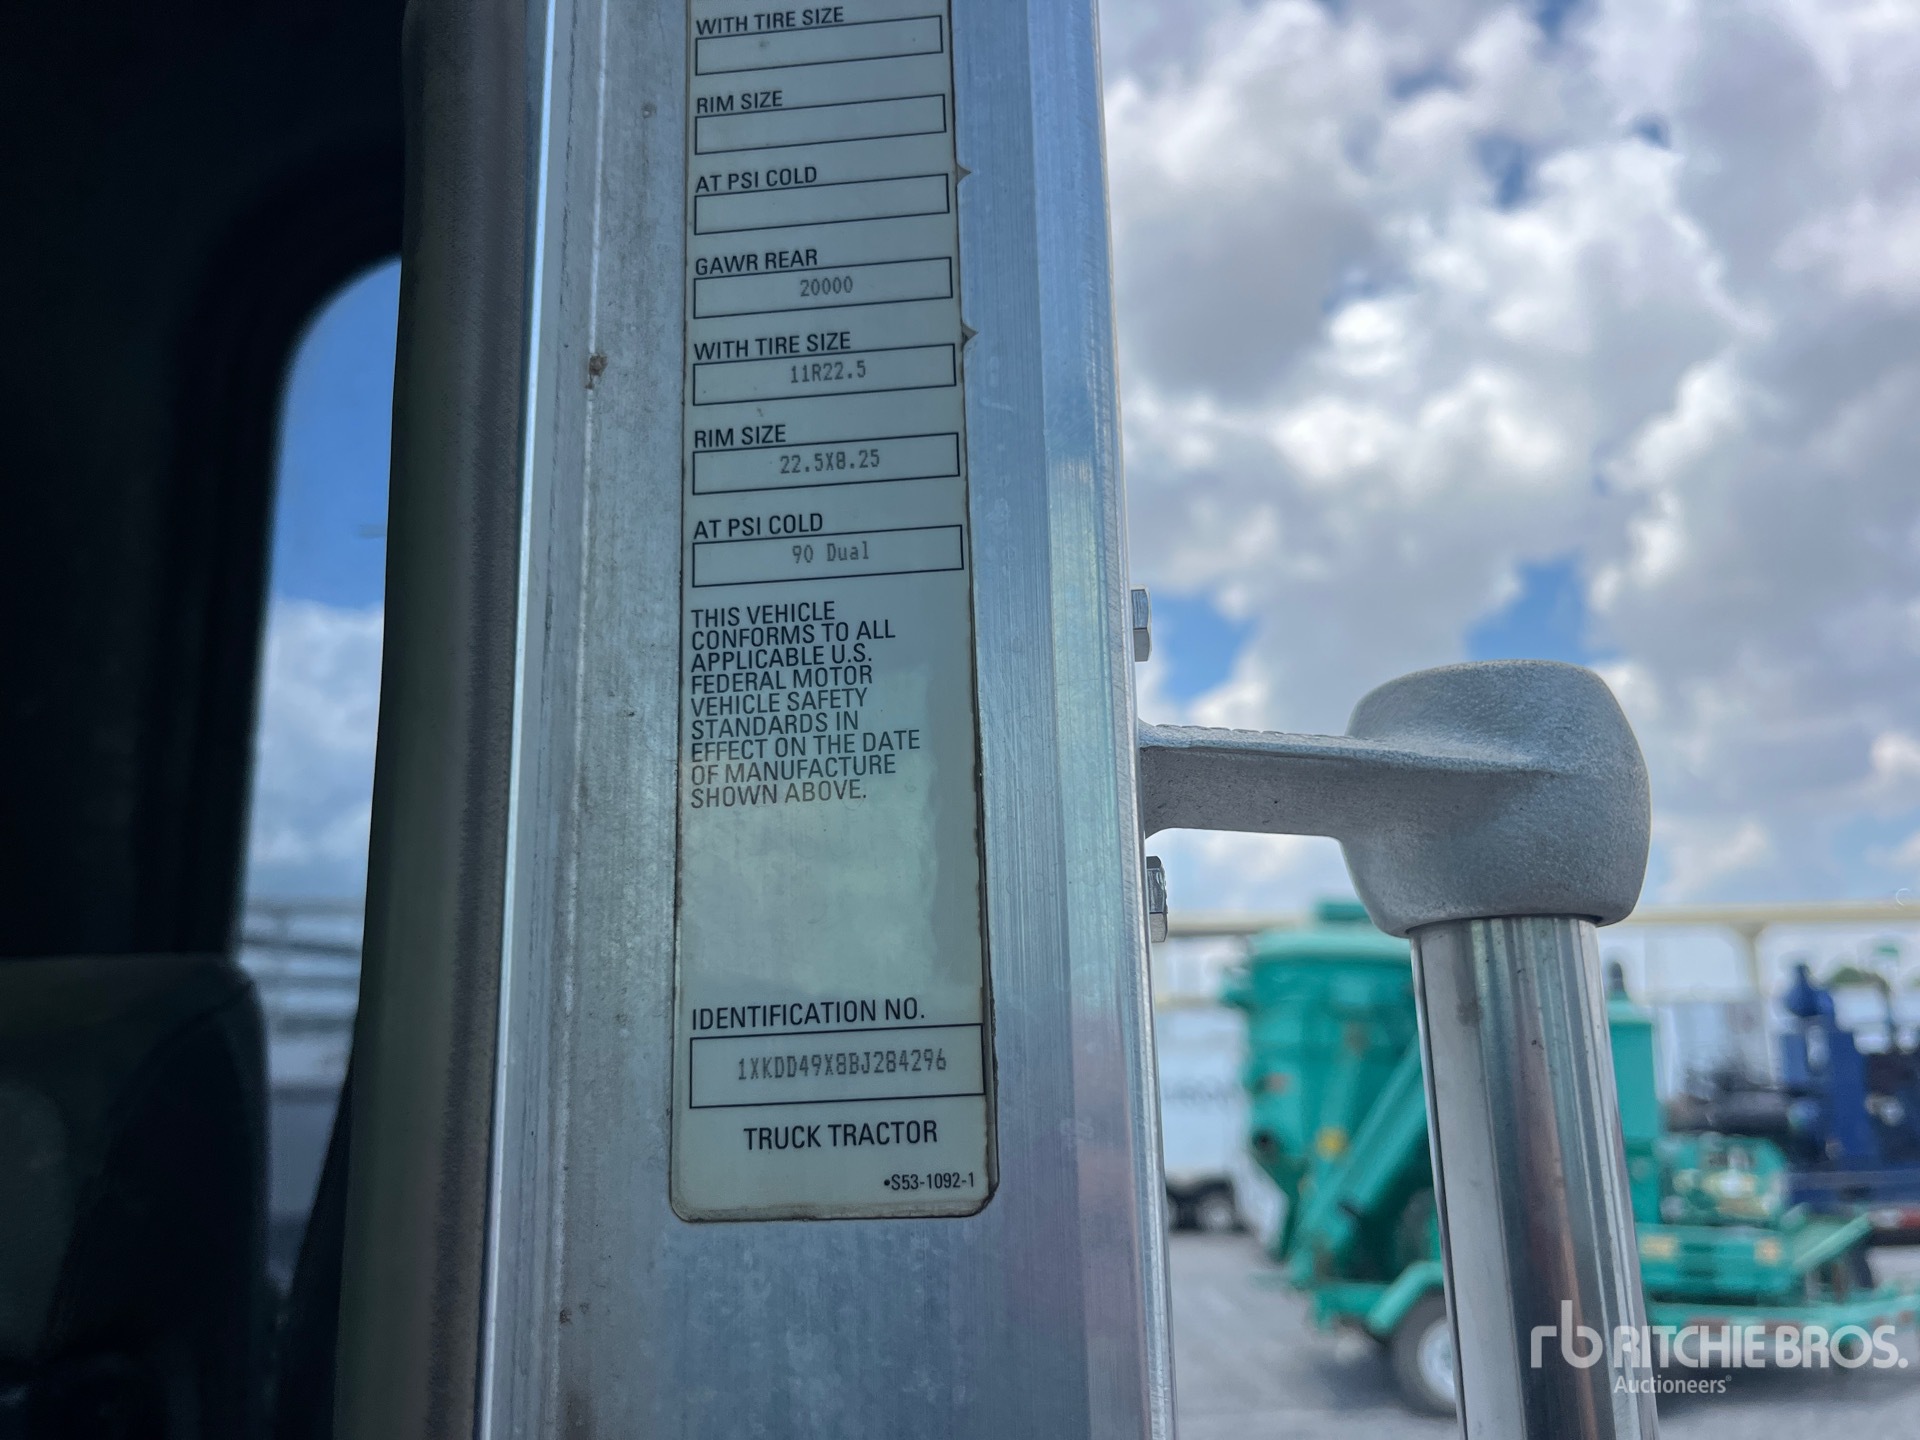 WITH TIRE SIZE
RIM SIZE
AT PSI COLD
GAWR REAR
20000
WITH TIRE SIZE
11R22.5
RIM SIZE
22.5X8.25
AT PSI COLD
90 Dual
THIS VEHICLE
CONFORMS TO ALL
APPLICABLE U.S.
FEDERAL MOTOR
VEHICLE SAFETY
STANDARDS IN
EFFECT ON THE DATE
OF MANUFACTURE
SHOWN ABOVE.
IDENTIFICATION NO.
1XKDD49X8BJ284296
TRUCK TRACTOR
•S53-1092-1
rb RITCHIE BROS.
Auctioneers®